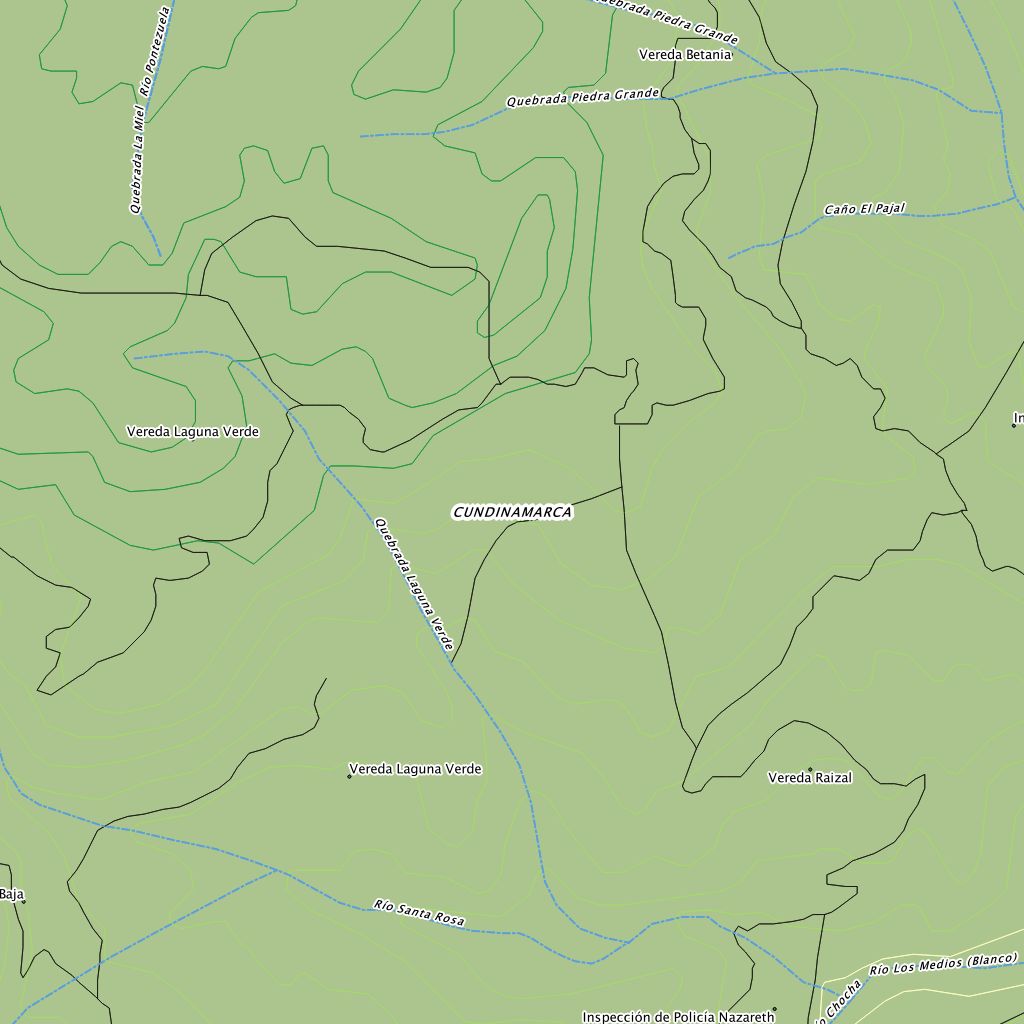 Quebrada Piedra Grande
Río Pontezuela
Vereda Betania
Quebrada Piedra Grande
Quebrada La Miel
Caño El Pajal
Vereda Laguna Verde
CUNDINAMARCA
Quebrada Laguna Verde
Vereda Laguna Verde
Vereda Raizal
Baja
Río Santa Rosa
Río Los Medios (Blanco)
Chocha
Inspección de Policía Nazareth